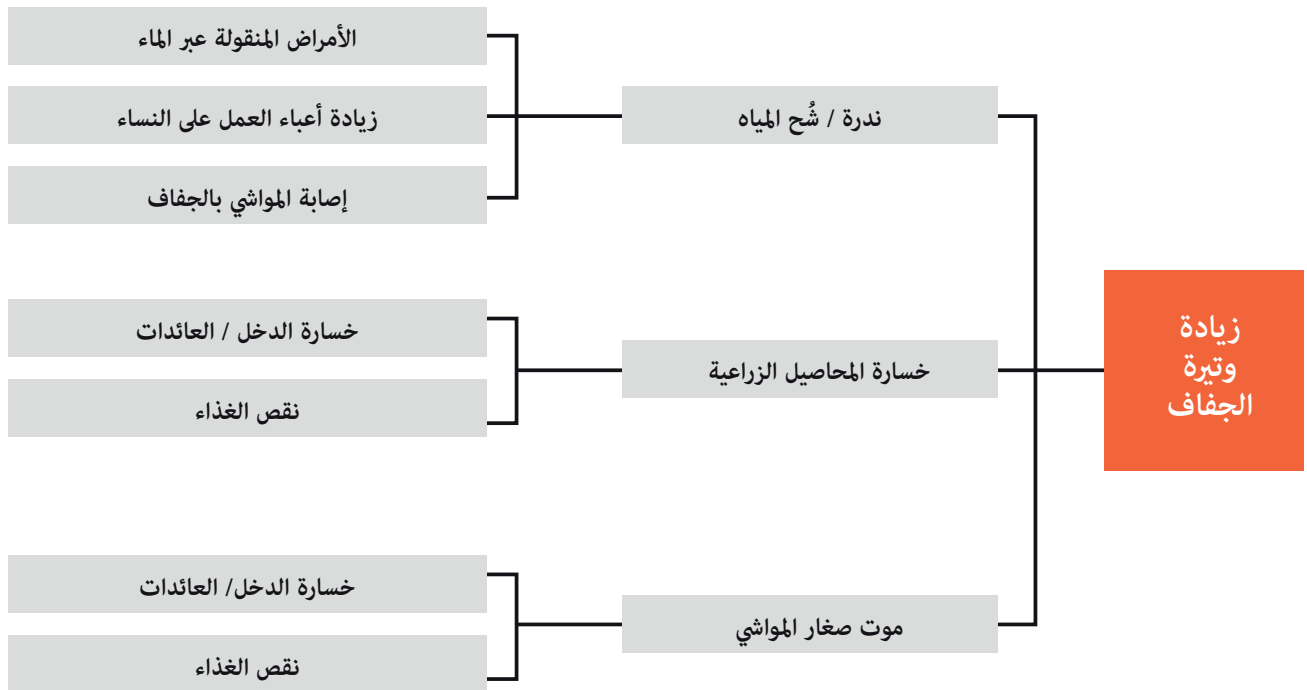 زيادة
وتيرة
الجفاف
ندرة / شُح المياه
الأمراض المنقولة عبر الماء
زيادة أعباء العمل على النساء
إصابة المواشي بالجفاف
خسارة المحاصيل الزراعية
خسارة الدخل / العائدات
نقص الغذاء
موت صغار المواشي
خسارة الدخل/ العائدات
نقص الغذاء